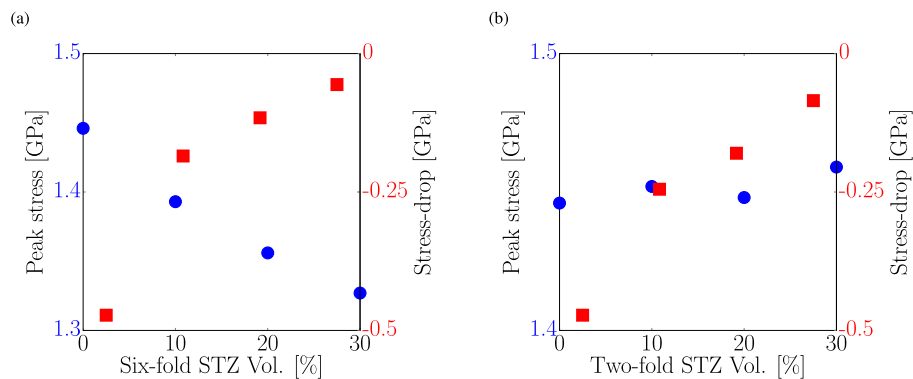 (a)
1.5
0
Peak stress [GPa]
1.4
-0.25
Stress-drop [GPa]
1.3
-0.5
0 10 20 30
Six-fold STZ Vol. [%]
(b)
1.5
0
Peak stress [GPa]
-0.25
Stress-drop [GPa]
1.4
-0.5
0 10 20 30
Two-fold STZ Vol. [%]